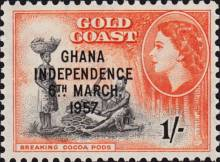 GOLD
COAST
GHANA
INDEPENDENCE
6TH MARCH,
1957
1/-
BREAKING COCOA PODS